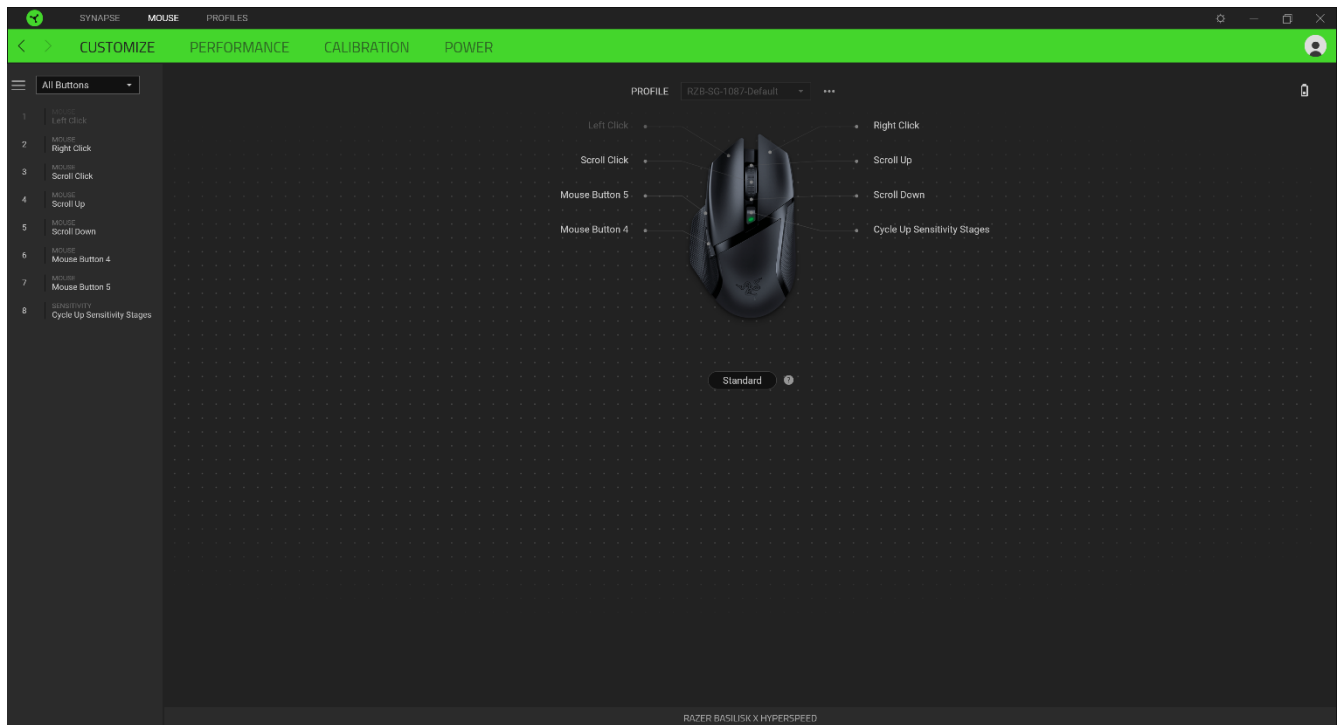 SYNAPSE MOUSE PROFILES
CUSTOMIZE PERFORMANCE CALIBRATION POWER
All Buttons
PROFILE RZB-SG-1087-Default
1 MOUSE
Left Click
2 MOUSE
Right Click
3 MOUSE
Scroll Click
4 MOUSE
Scroll Up
5 MOUSE
Scroll Down
6 MOUSE
Mouse Button 4
7 MOUSE
Mouse Button 5
8 SENSITIVITY
Cycle Up Sensitivity Stages
Left Click
Scroll Click
Mouse Button 5
Mouse Button 4
Right Click
Scroll Up
Scroll Down
Cycle Up Sensitivity Stages
Standard ?
RAZER BASILISK X HYPERSPEED